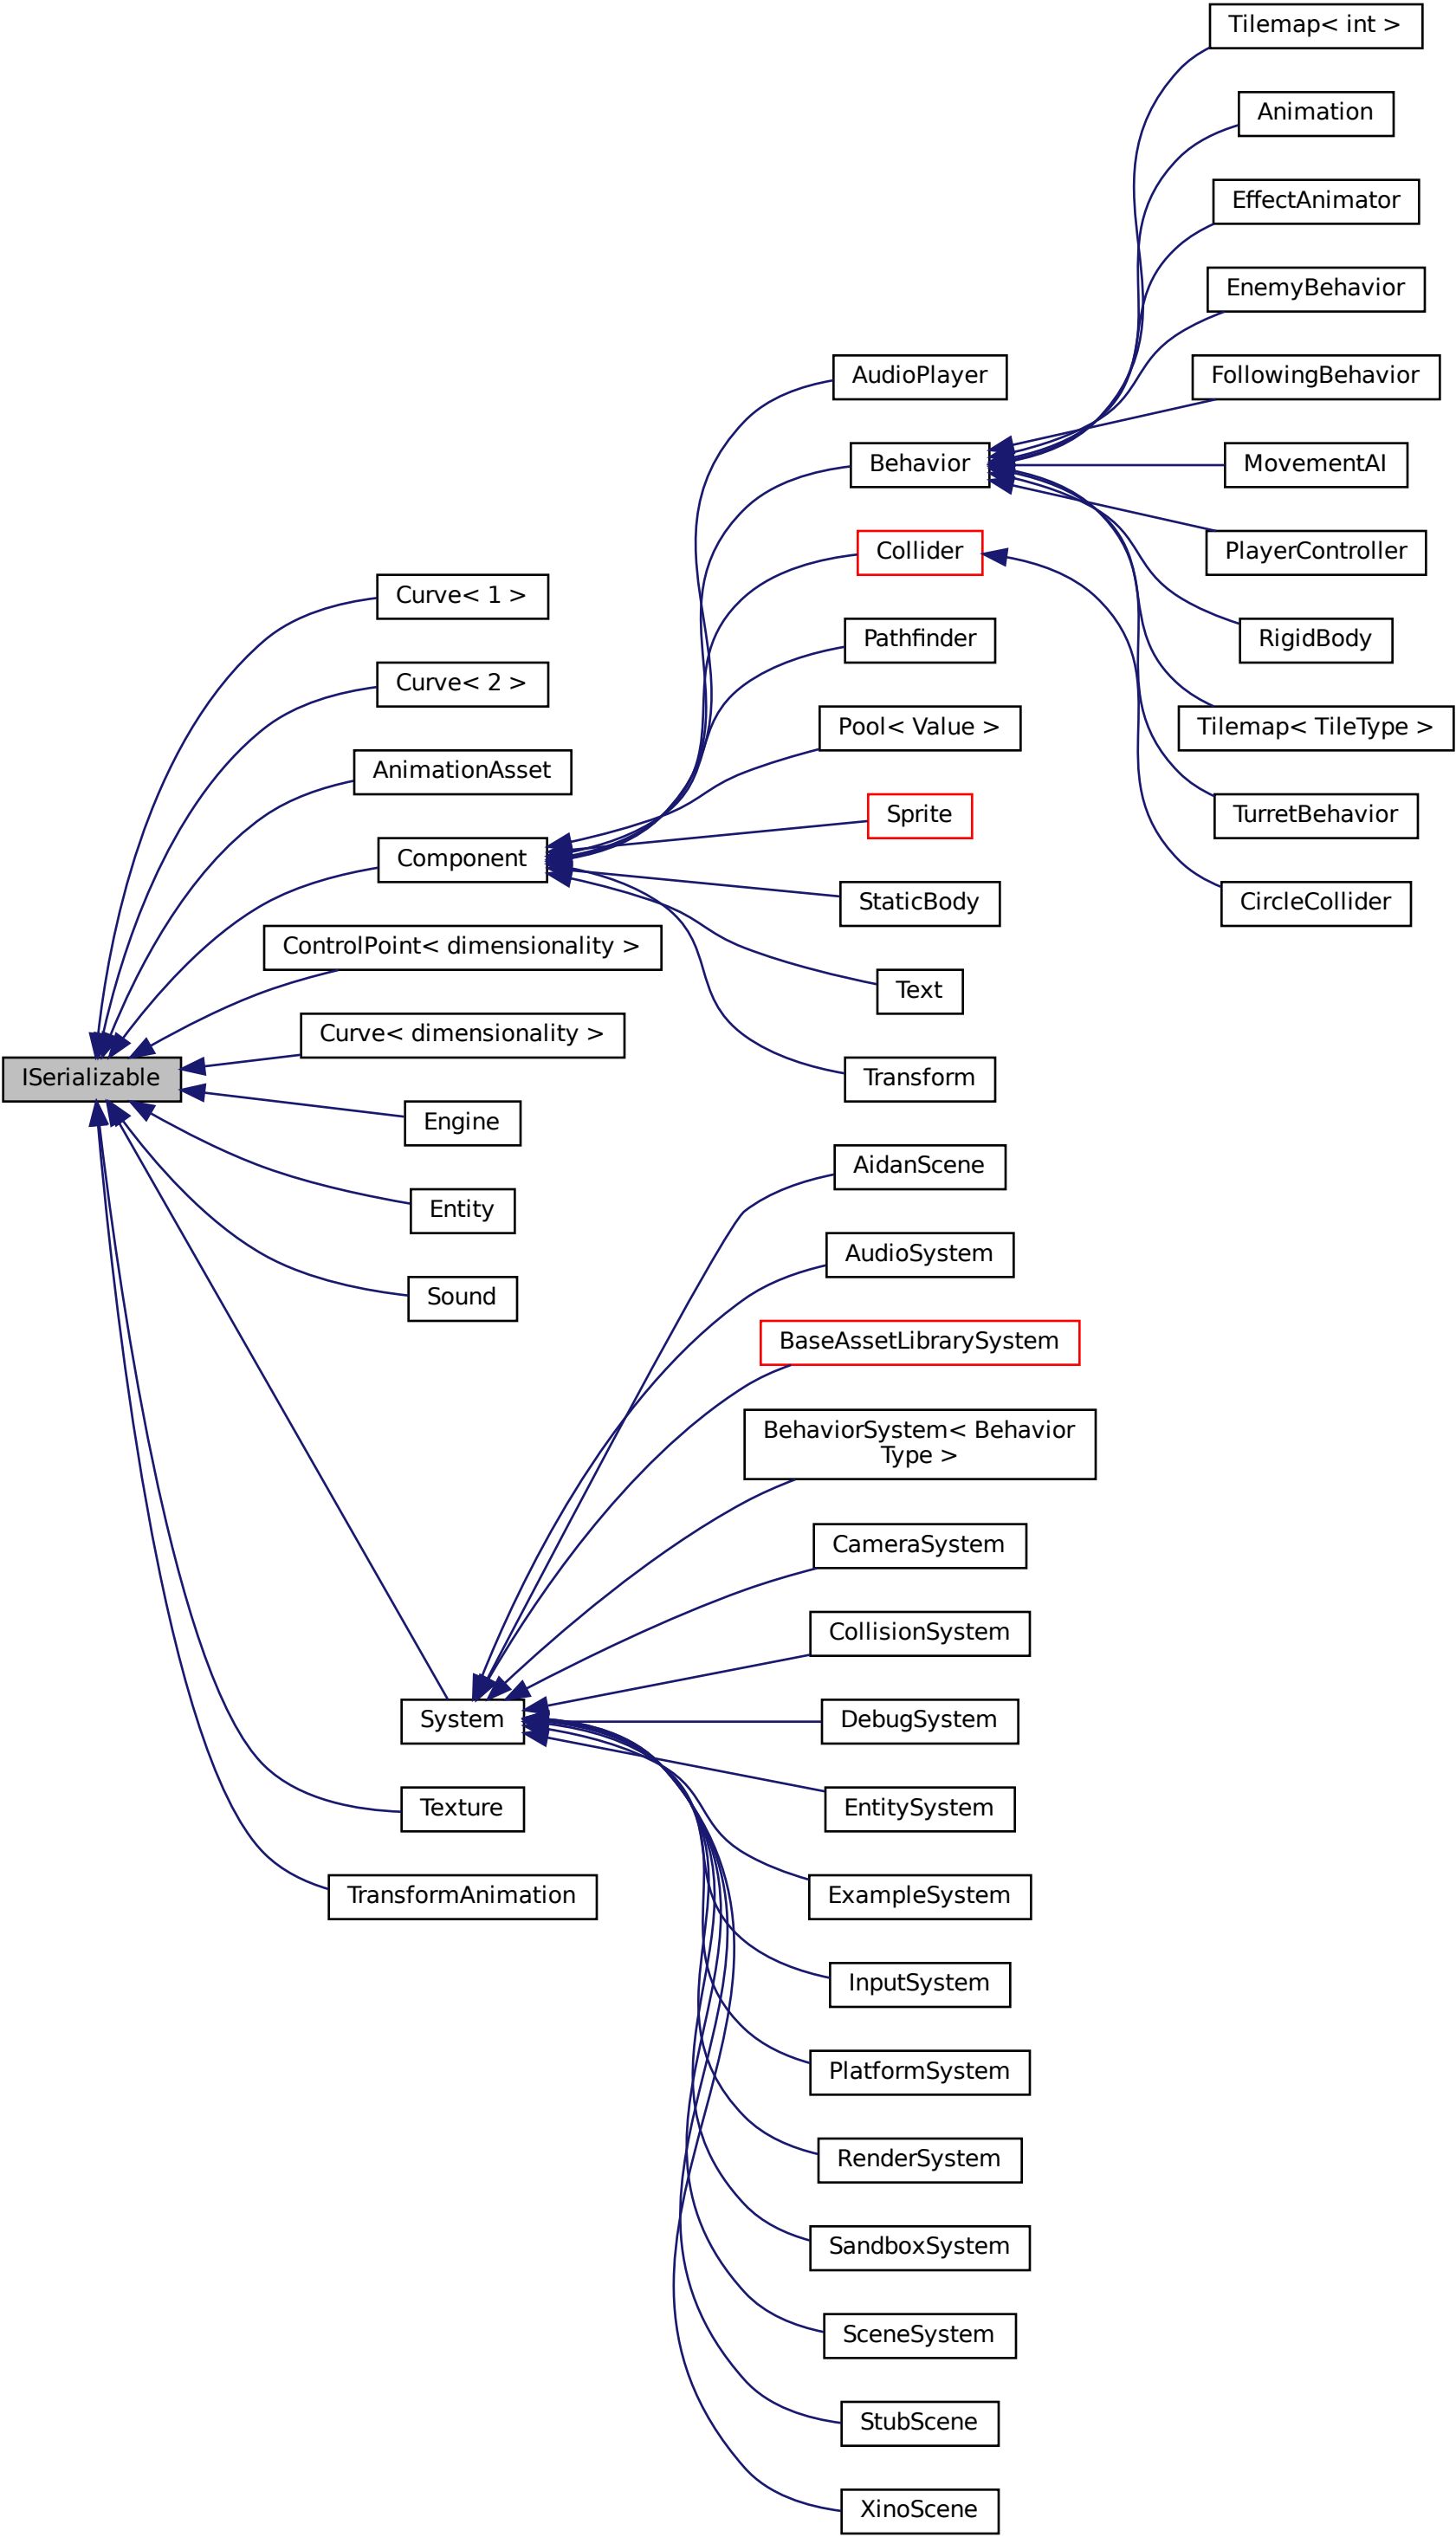 Tilemap< int >
Animation
EffectAnimator
EnemyBehavior
AudioPlayer
FollowingBehavior
Behavior
MovementAI
Collider
PlayerController
Curve< 1 >
Pathfinder
RigidBody
Curve< 2 >
Pool< Value >
Tilemap< TileType >
AnimationAsset
Sprite
TurretBehavior
Component
StaticBody
CircleCollider
ControlPoint< dimensionality >
Text
Curve< dimensionality >
ISerializable
Transform
Engine
AidanScene
Entity
AudioSystem
Sound
BaseAssetLibrarySystem
BehaviorSystem< Behavior
Type >
CameraSystem
CollisionSystem
System
DebugSystem
Texture
EntitySystem
TransformAnimation
ExampleSystem
InputSystem
PlatformSystem
RenderSystem
SandboxSystem
SceneSystem
StubScene
XinoScene